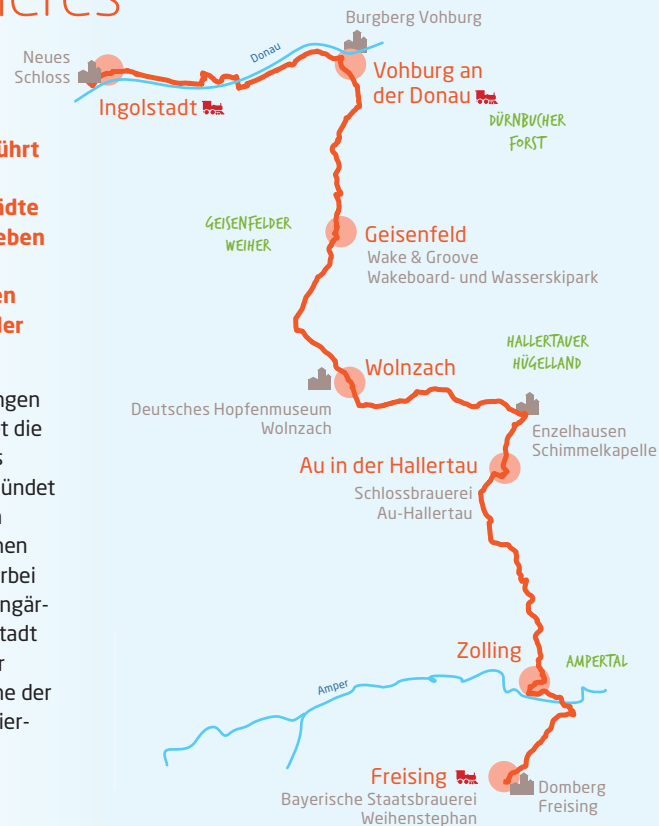 Burgberg Vohburg
Neues
Schloss
Donau
Vohburg an
der Donau
Ingolstadt
DÜRNBUCHER
FORST
GEISENFELDER
WEIHER
Geisenfeld
Wake & Groove
Wakeboard- und Wasserskipark
HALLERTAUER
HÜGELLAND
Wolnzach
Deutsches Hopfenmuseum
Wolnzach
Enzelhausen
Schimmelkapelle
Au in der Hallertau
Schlossbrauerei
Au-Hallertau
Zolling
AMPERTAL
Amper
Freising
Bayerische Staatsbrauerei
Weihenstephan
Domberg
Freising